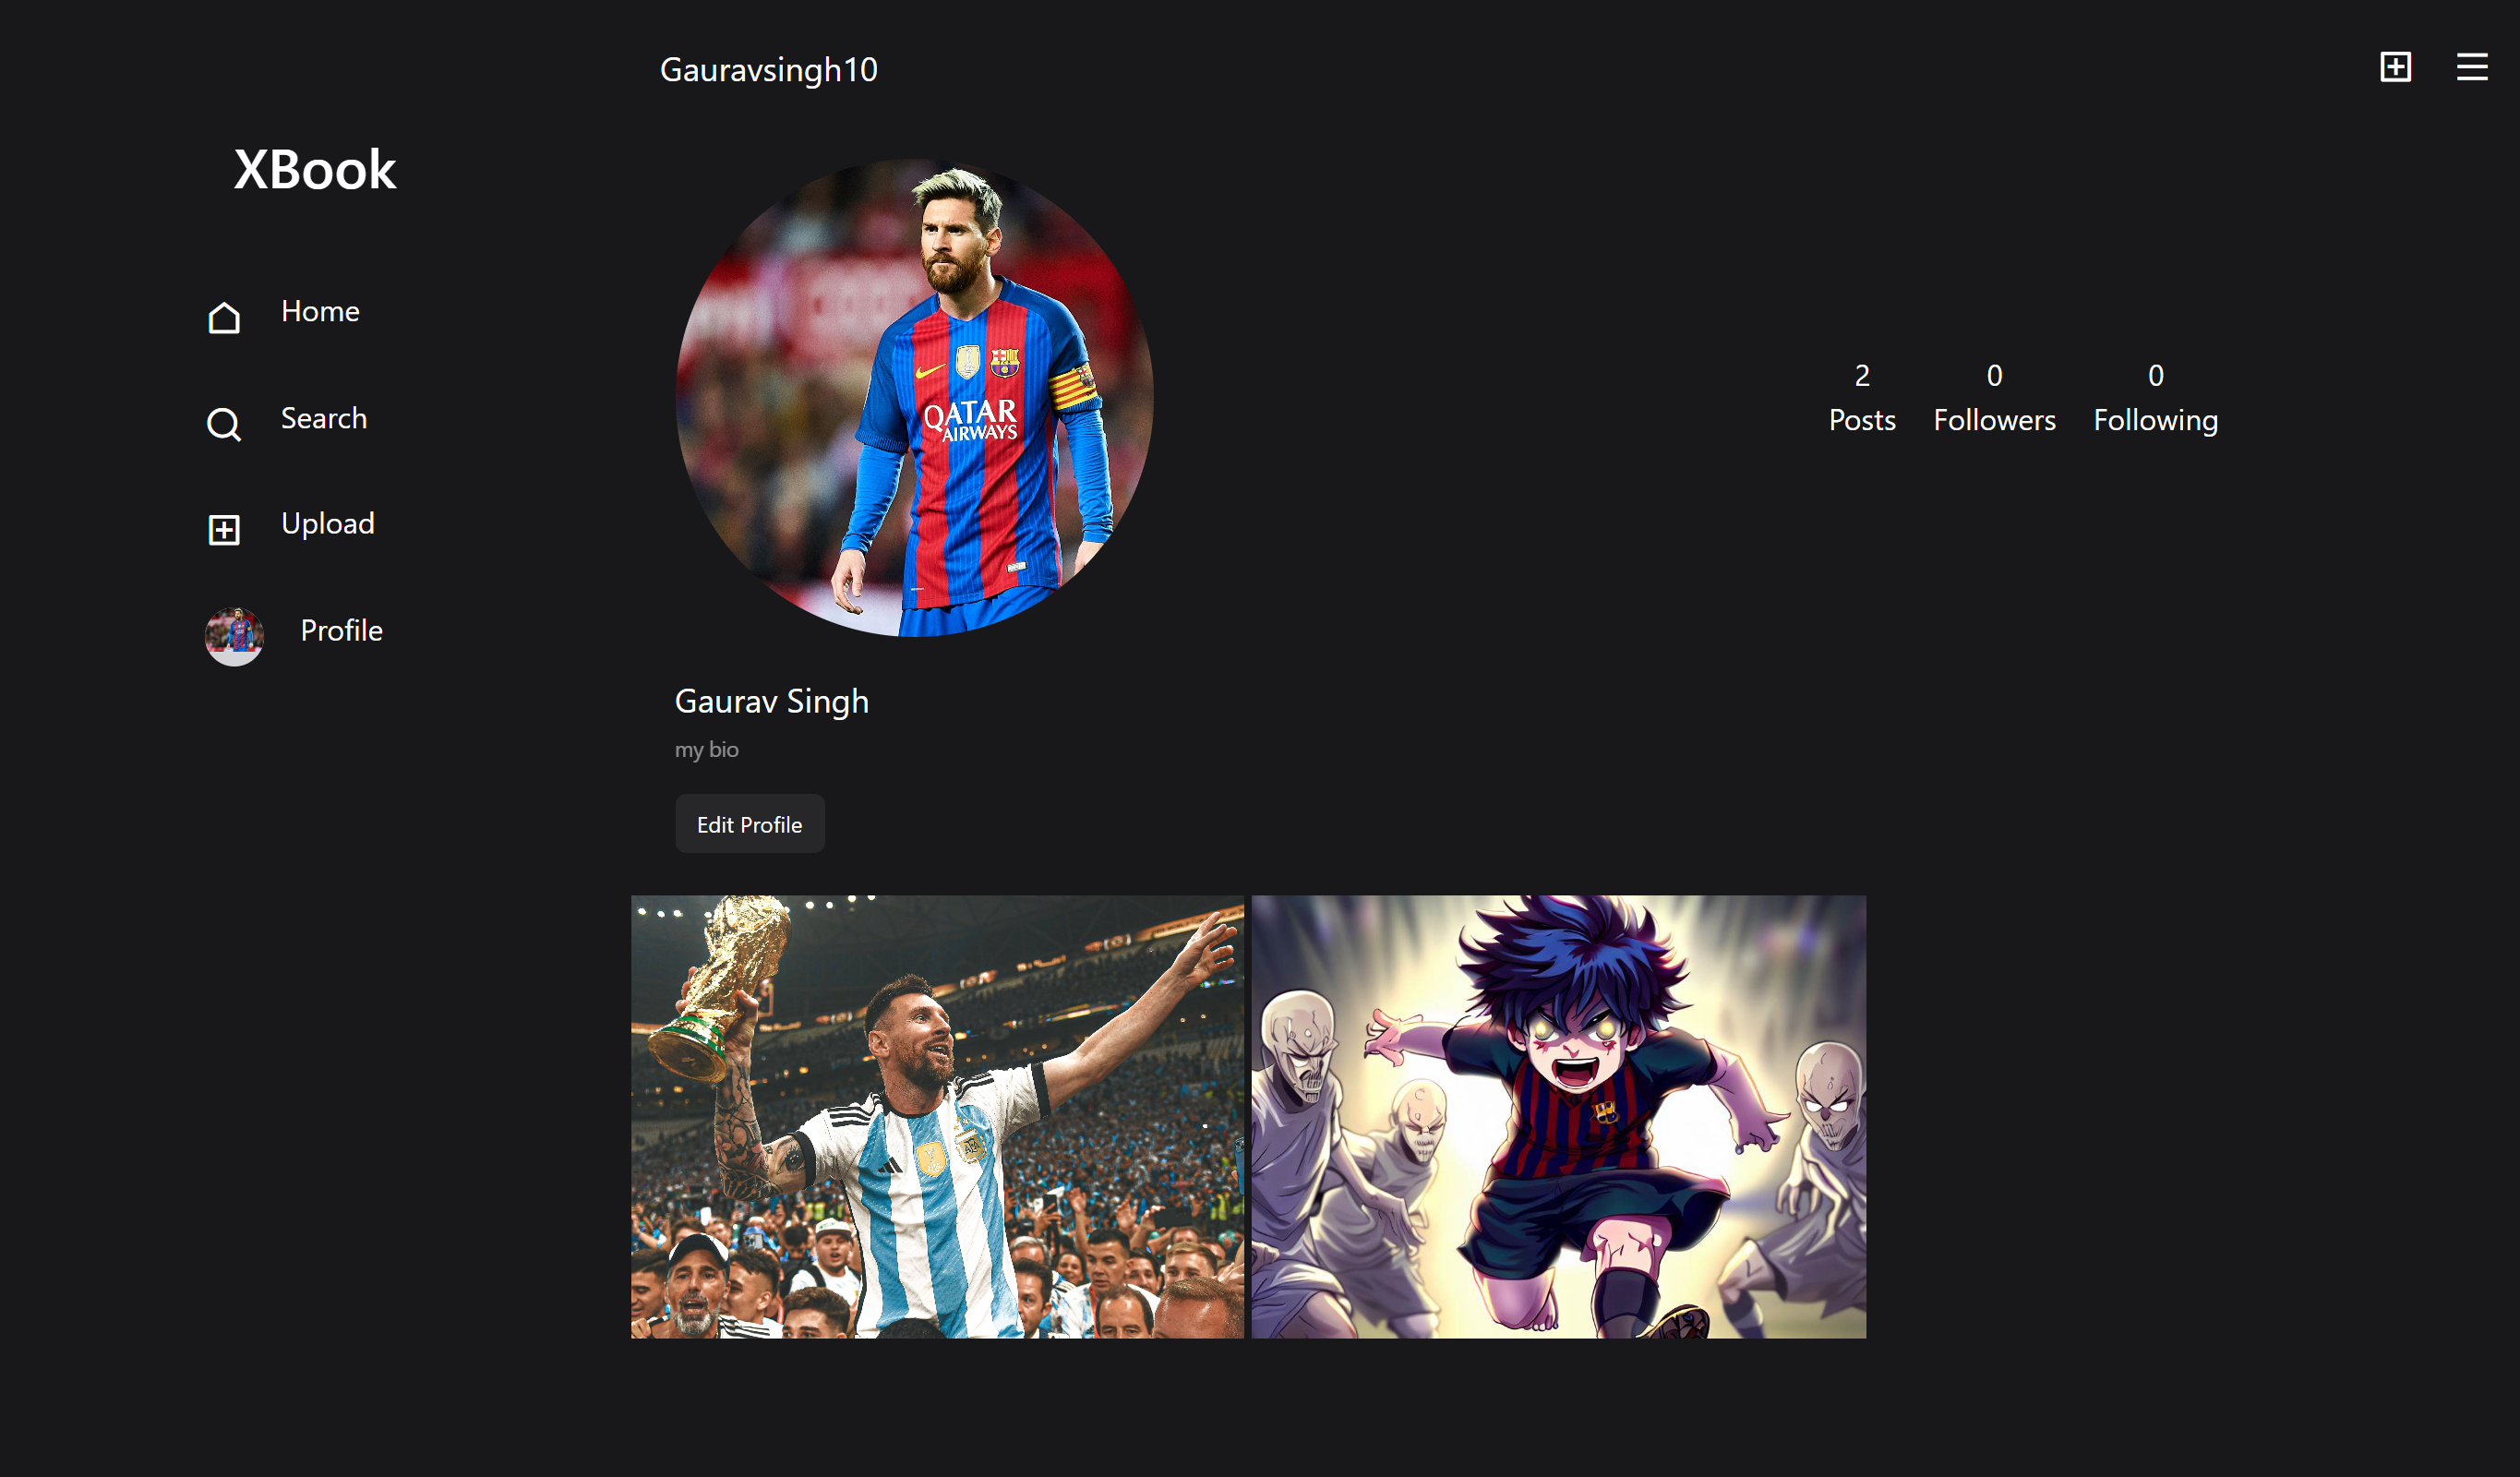 Gauravsingh10
XBook
Home
Search
Upload
Profile
QATAR
AIRWAYS
2 0 0
Posts Followers Following
Gaurav Singh
my bio
Edit Profile